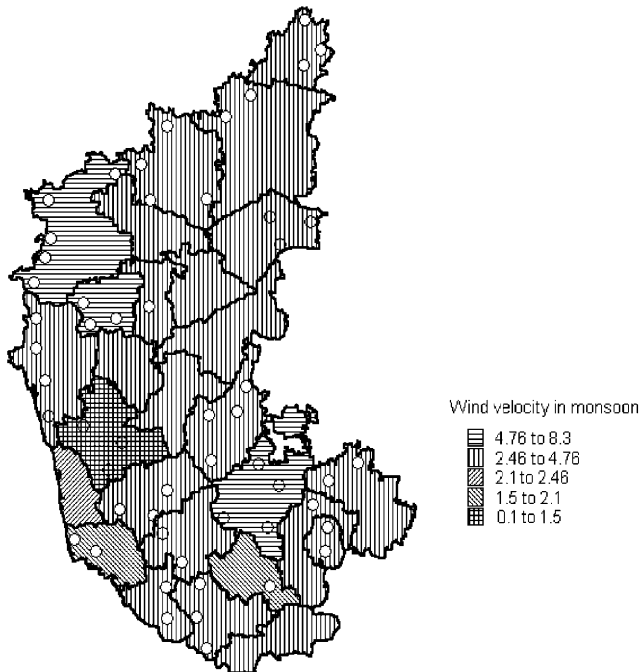 Wind velocity in monsoon
4.76 to 8.3
2.46 to 4.76
2.1 to 2.46
1.5 to 2.1
0.1 to 1.5